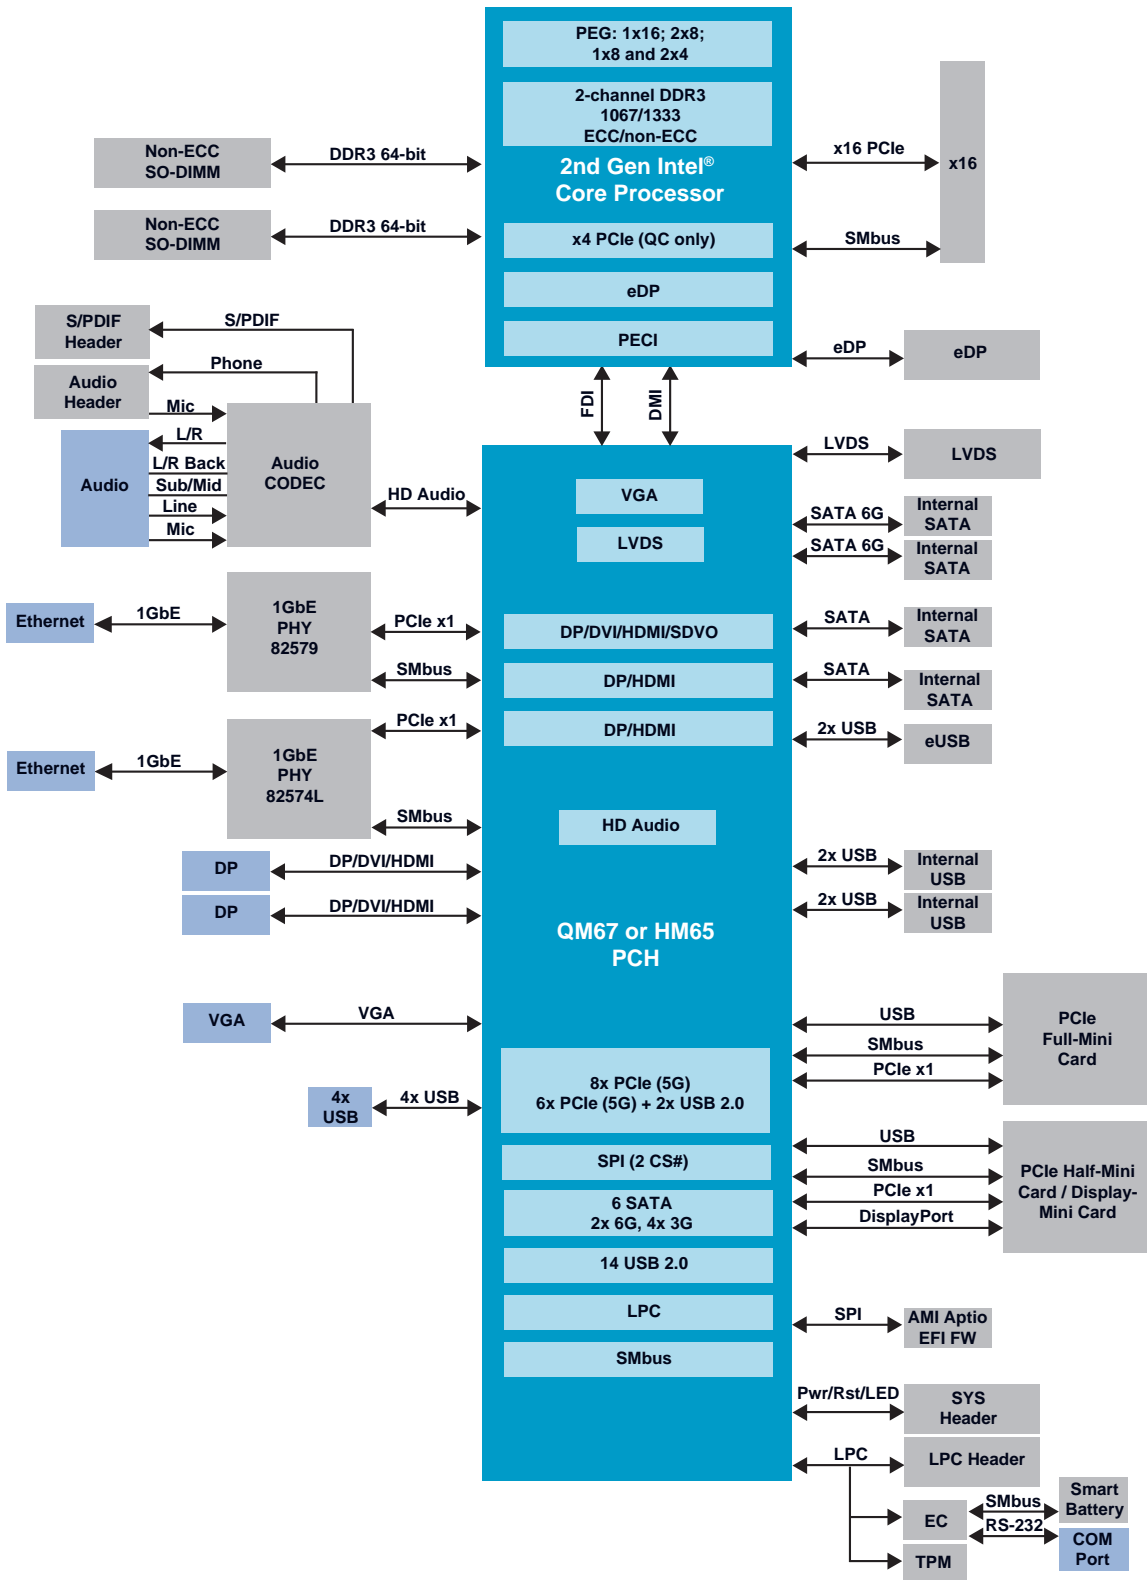 PEG: 1x16; 2x8;
1x8 and 2x4
2-channel DDR3
1067/1333
ECC/non-ECC
2nd Gen Intel®
Core Processor
x4 PCIe (QC only)
eDP
PECI
Non-ECC
SO-DIMM
DDR3 64-bit
Non-ECC
SO-DIMM
DDR3 64-bit
x16 PCIe
x16
SMbus
eDP
eDP
FDI
DMI
S/PDIF
Header
S/PDIF
Audio
Header
Phone
Mic
Audio
L/R
L/R Back
Sub/Mid
Line
Mic
Audio
CODEC
HD Audio
Ethernet
1GbE
1GbE
PHY
82579
PCIe x1
SMbus
Ethernet
1GbE
1GbE
PHY
82574L
PCIe x1
SMbus
DP
DP/DVI/HDMI
DP
DP/DVI/HDMI
VGA
VGA
4x
USB
4x USB
VGA
LVDS
DP/DVI/HDMI/SDVO
DP/HDMI
DP/HDMI
HD Audio
QM67 or HM65
PCH
8x PCIe (5G)
6x PCIe (5G) + 2x USB 2.0
SPI (2 CS#)
6 SATA
2x 6G, 4x 3G
14 USB 2.0
LPC
SMbus
LVDS
LVDS
SATA 6G
Internal
SATA
SATA 6G
Internal
SATA
SATA
Internal
SATA
SATA
Internal
SATA
2x USB
eUSB
2x USB
Internal
USB
2x USB
Internal
USB
USB
SMbus
PCIe x1
PCIe
Full-Mini
Card
USB
SMbus
PCIe x1
DisplayPort
PCIe Half-Mini
Card / Display-
Mini Card
SPI
AMI Aptio
EFI FW
Pwr/Rst/LED
SYS
Header
LPC
LPC Header
EC
SMbus
Smart
Battery
RS-232
COM
Port
TPM